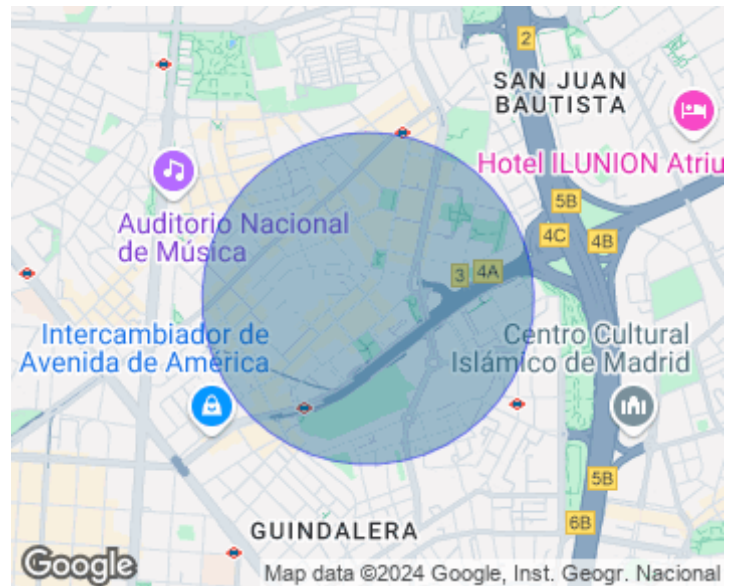 2
SAN JUAN
BAUTISTA
Hotel ILUNION Atriu
5B
Auditorio Nacional
de Música
4C
4B
3
4A
Intercambiador de
Avenida de América
Centro Cultural
Islámico de Madrid
5B
6B
GUINDALERA
Google
Map data ©2024 Google, Inst. Geogr. Nacional